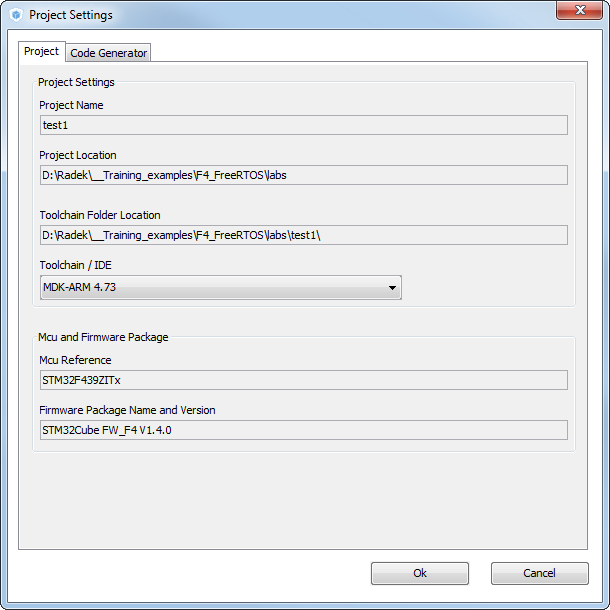 Project Settings
Project
Code Generator
Project Settings
Project Name
test1
Project Location
D:\Radek\__Training_examples\F4_FreeRTOS\labs
Toolchain Folder Location
D:\Radek\__Training_examples\F4_FreeRTOS\labs\test1\
Toolchain / IDE
MDK-ARM 4.73
Mcu and Firmware Package
Mcu Reference
STM32F439ZITx
Firmware Package Name and Version
STM32Cube FW_F4 V1.4.0
Ok
Cancel